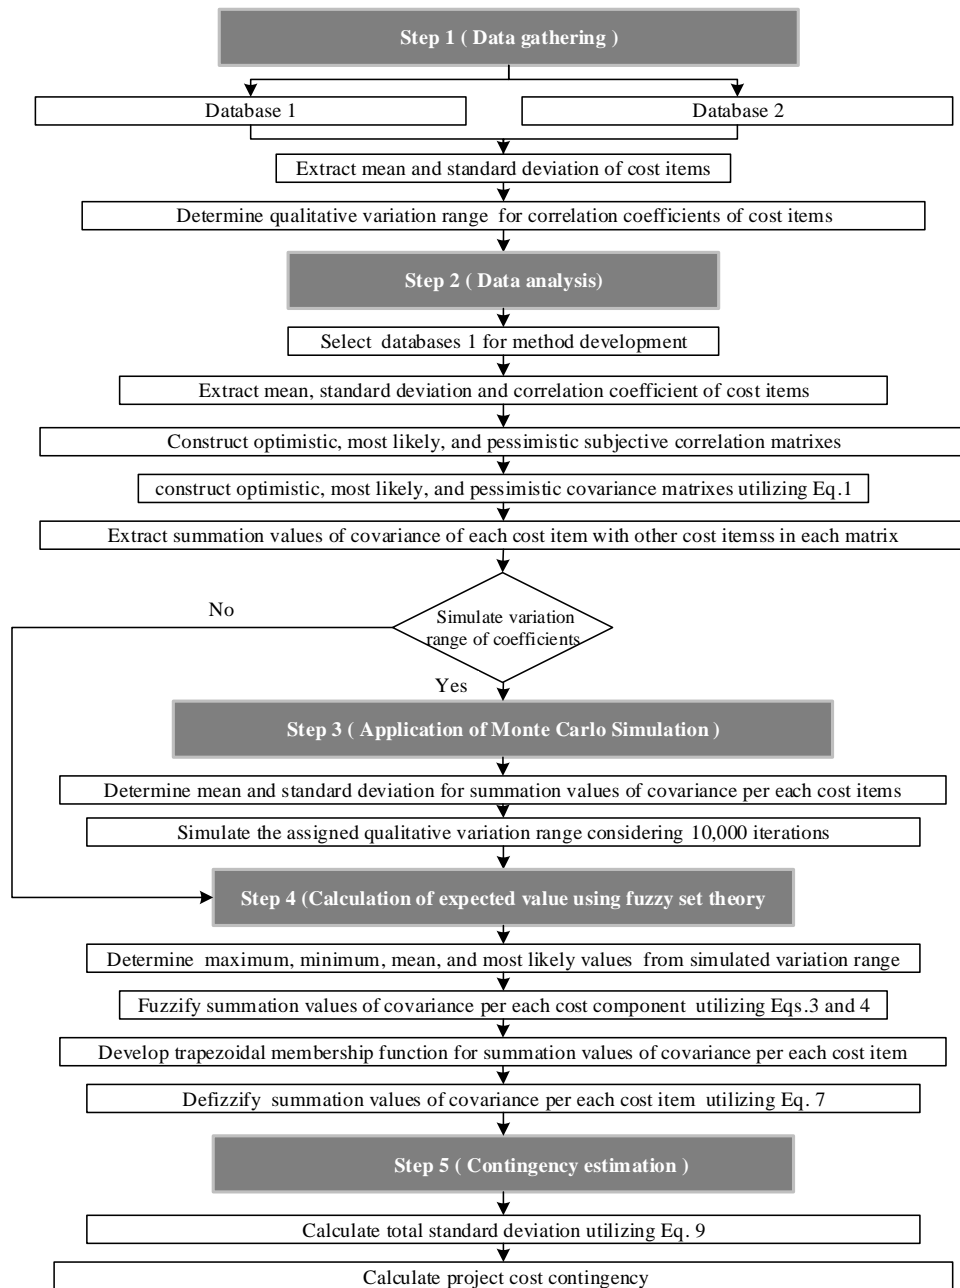 Step 1 ( Data gathering )
Database 1
Database 2
Extract mean and standard deviation of cost items
Determine qualitative variation range for correlation coefficients of cost items
Step 2 ( Data analysis)
Select databases 1 for method development
Extract mean, standard deviation and correlation coefficient of cost items
Construct optimistic, most likely, and pessimistic subjective correlation matrixes
construct optimistic, most likely, and pessimistic covariance matrixes utilizing Eq.1
Extract summation values of covariance of each cost item with other cost itemss in each matrix
No
Simulate variation
range of coefficients
Yes
Step 3 ( Application of Monte Carlo Simulation )
Determine mean and standard deviation for summation values of covariance per each cost items
Simulate the assigned qualitative variation range considering 10,000 iterations
Step 4 (Calculation of expected value using fuzzy set theory
Determine maximum, minimum, mean, and most likely values from simulated variation range
Fuzzify summation values of covariance per each cost component utilizing Eqs.3 and 4
Develop trapezoidal membership function for summation values of covariance per each cost item
Defizzify summation values of covariance per each cost item utilizing Eq. 7
Step 5 ( Contingency estimation )
Calculate total standard deviation utilizing Eq. 9
Calculate project cost contingency